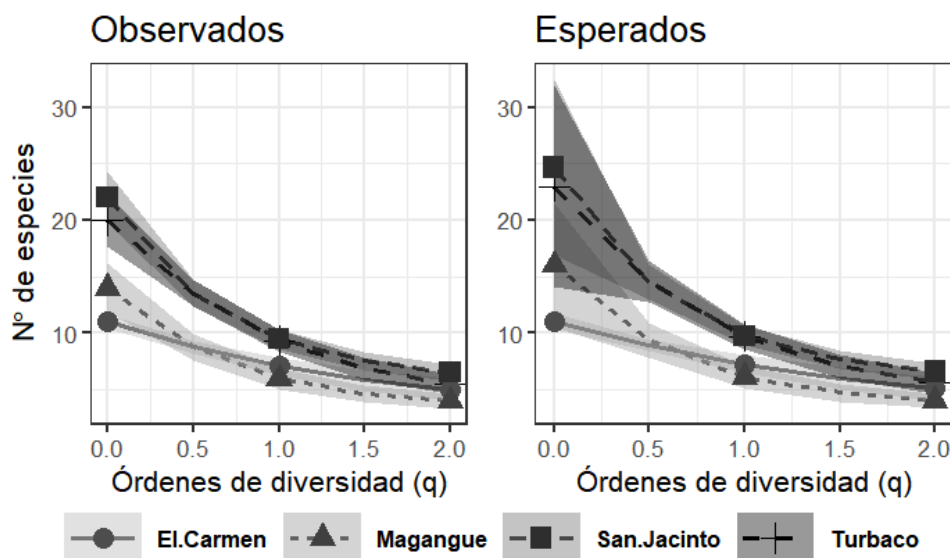 Observados
Esperados
N° de especies
30
20
10
30
20
10
0.0 0.5 1.0 1.5 2.0
0.0 0.5 1.0 1.5 2.0
Órdenes de diversidad (q)
Órdenes de diversidad (q)
El.Carmen Magangue San.Jacinto Turbaco